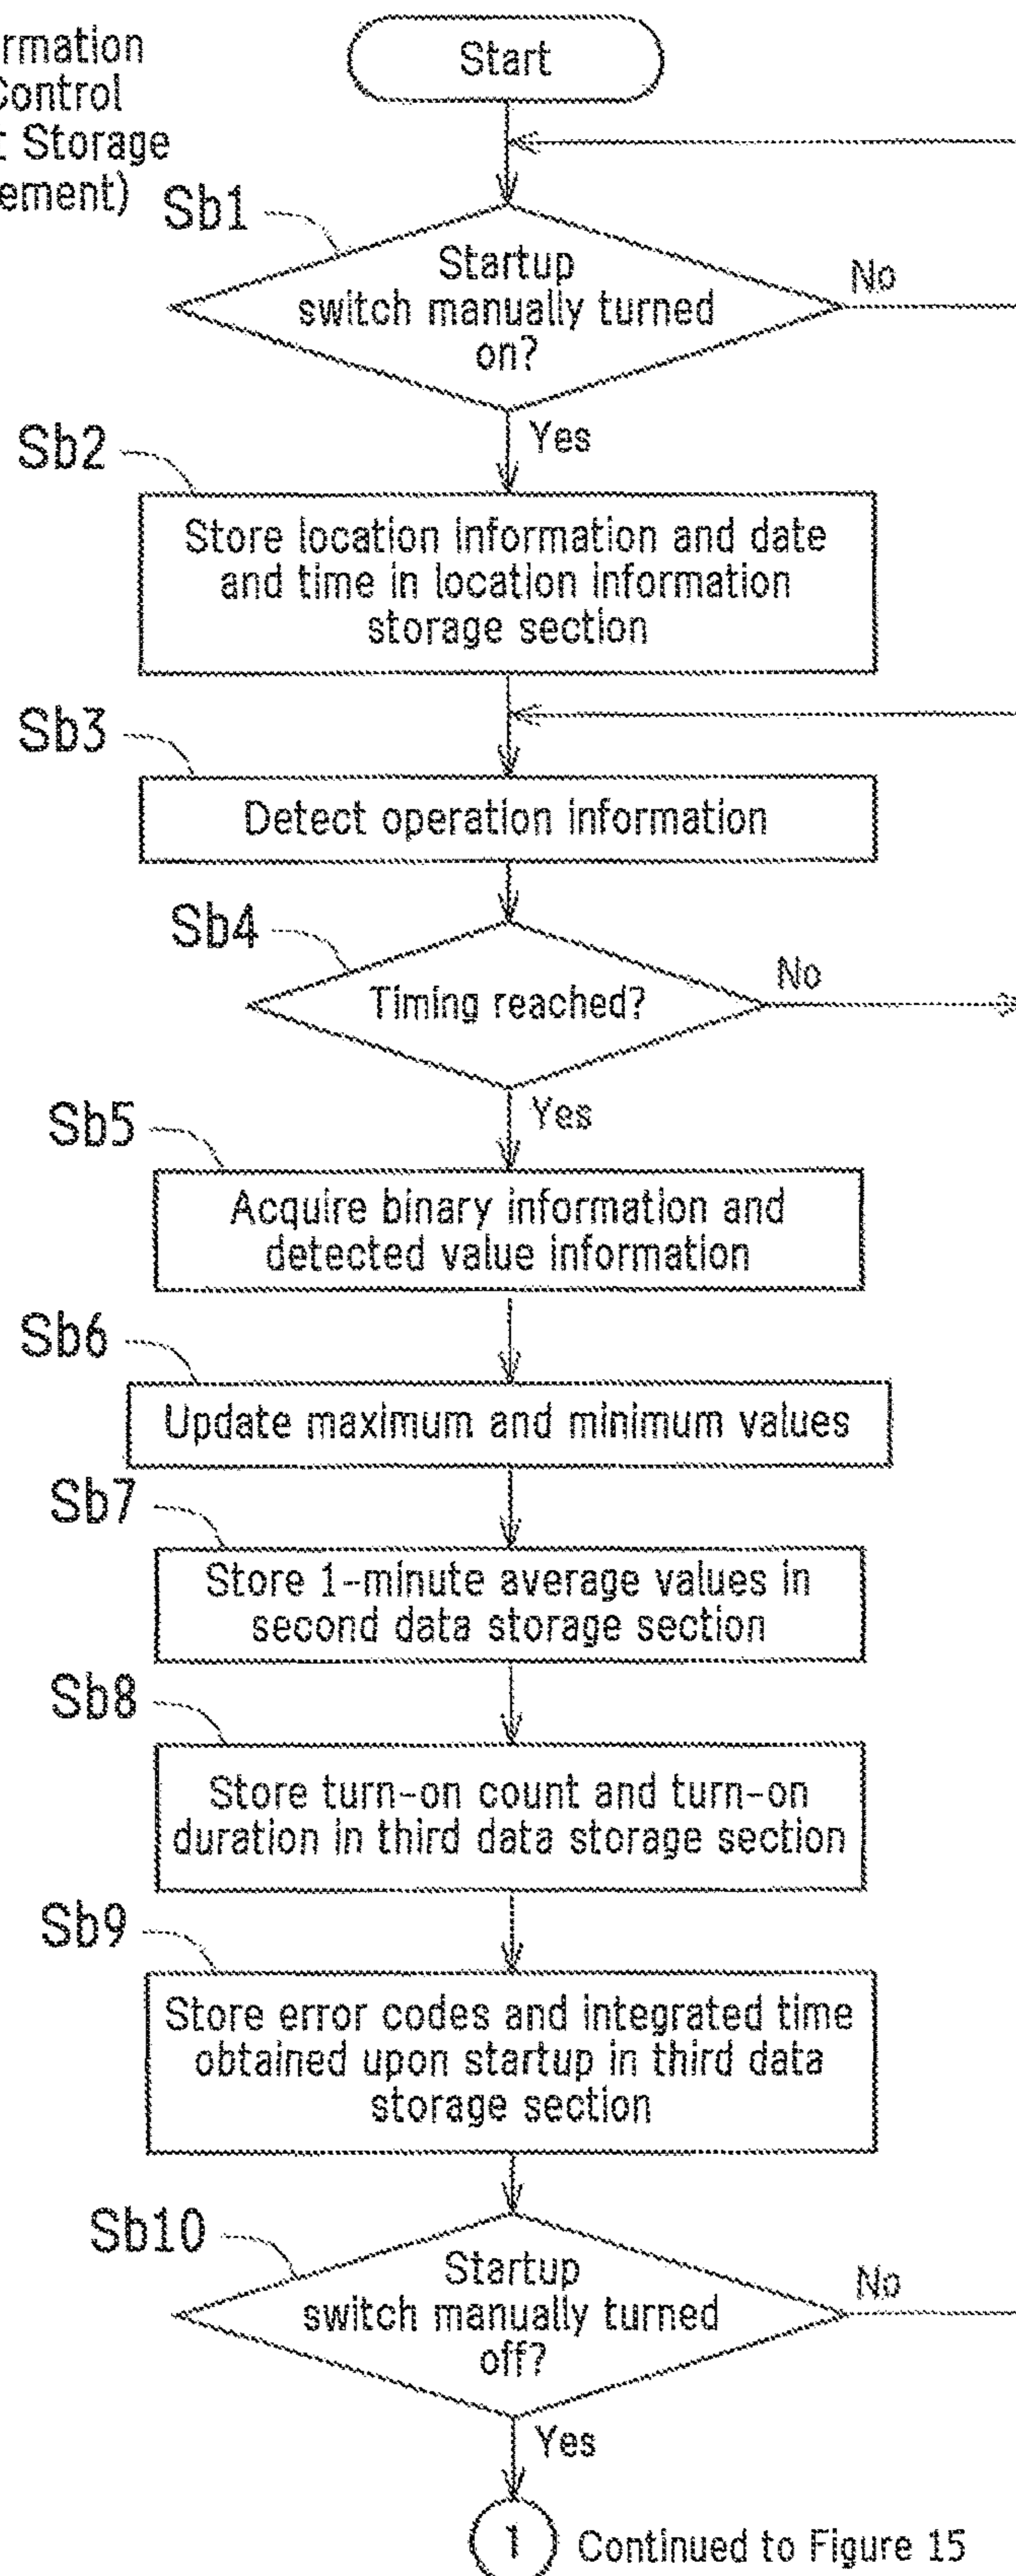 Start
Control
Storage
Sb1
Startup
switch manually turned
on?
No
Yes
Sb2
Store location information and date
and time in location information
storage section
Sb3
Detect operation information
Sb4
Timing reached?
No
Yes
Sb5
Acquire binary information and
detected value information
Sb6
Update maximum and minimum values
Sb7
Store 1-minute average values in
second data storage section
Sb8
Store turn-on count and turn-on
duration in third data storage section
Sb9
Store error codes and integrated time
obtained upon startup in third data
storage section
Sb10
Startup
switch manually turned
off?
No
Yes
1 Continued to Figure 15